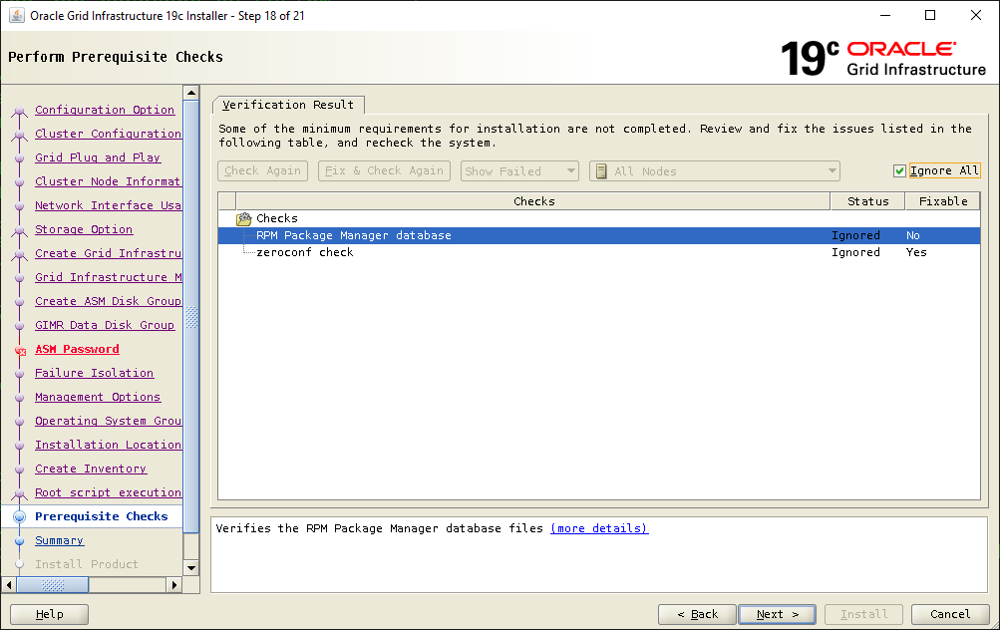 Oracle Grid Infrastructure 19c Installer - Step 18 of 21
Perform Prerequisite Checks
19c ORACLE
Grid Infrastructure
Configuration Option
Cluster Configuration
Grid Plug and Play
Cluster Node Informat
Network Interface Usa
Storage Option
Create Grid Infrastru
Grid Infrastructure M
Create ASM Disk Group
GIMR Data Disk Group
ASM Password
Failure Isolation
Management Options
Operating System Grou
Installation Location
Create Inventory
Root script execution
Prerequisite Checks
Summary
Install Product
Verification Result
Some of the minimum requirements for installation are not completed. Review and fix the issues listed in the
following table, and recheck the system.
Check Again Fix & Check Again Show Failed All Nodes Ignore All
Checks Status Fixable
Checks
RPM Package Manager database Ignored No
zeroconf check Ignored Yes
Verifies the RPM Package Manager database files (more details)
Help < Back Next > Install Cancel